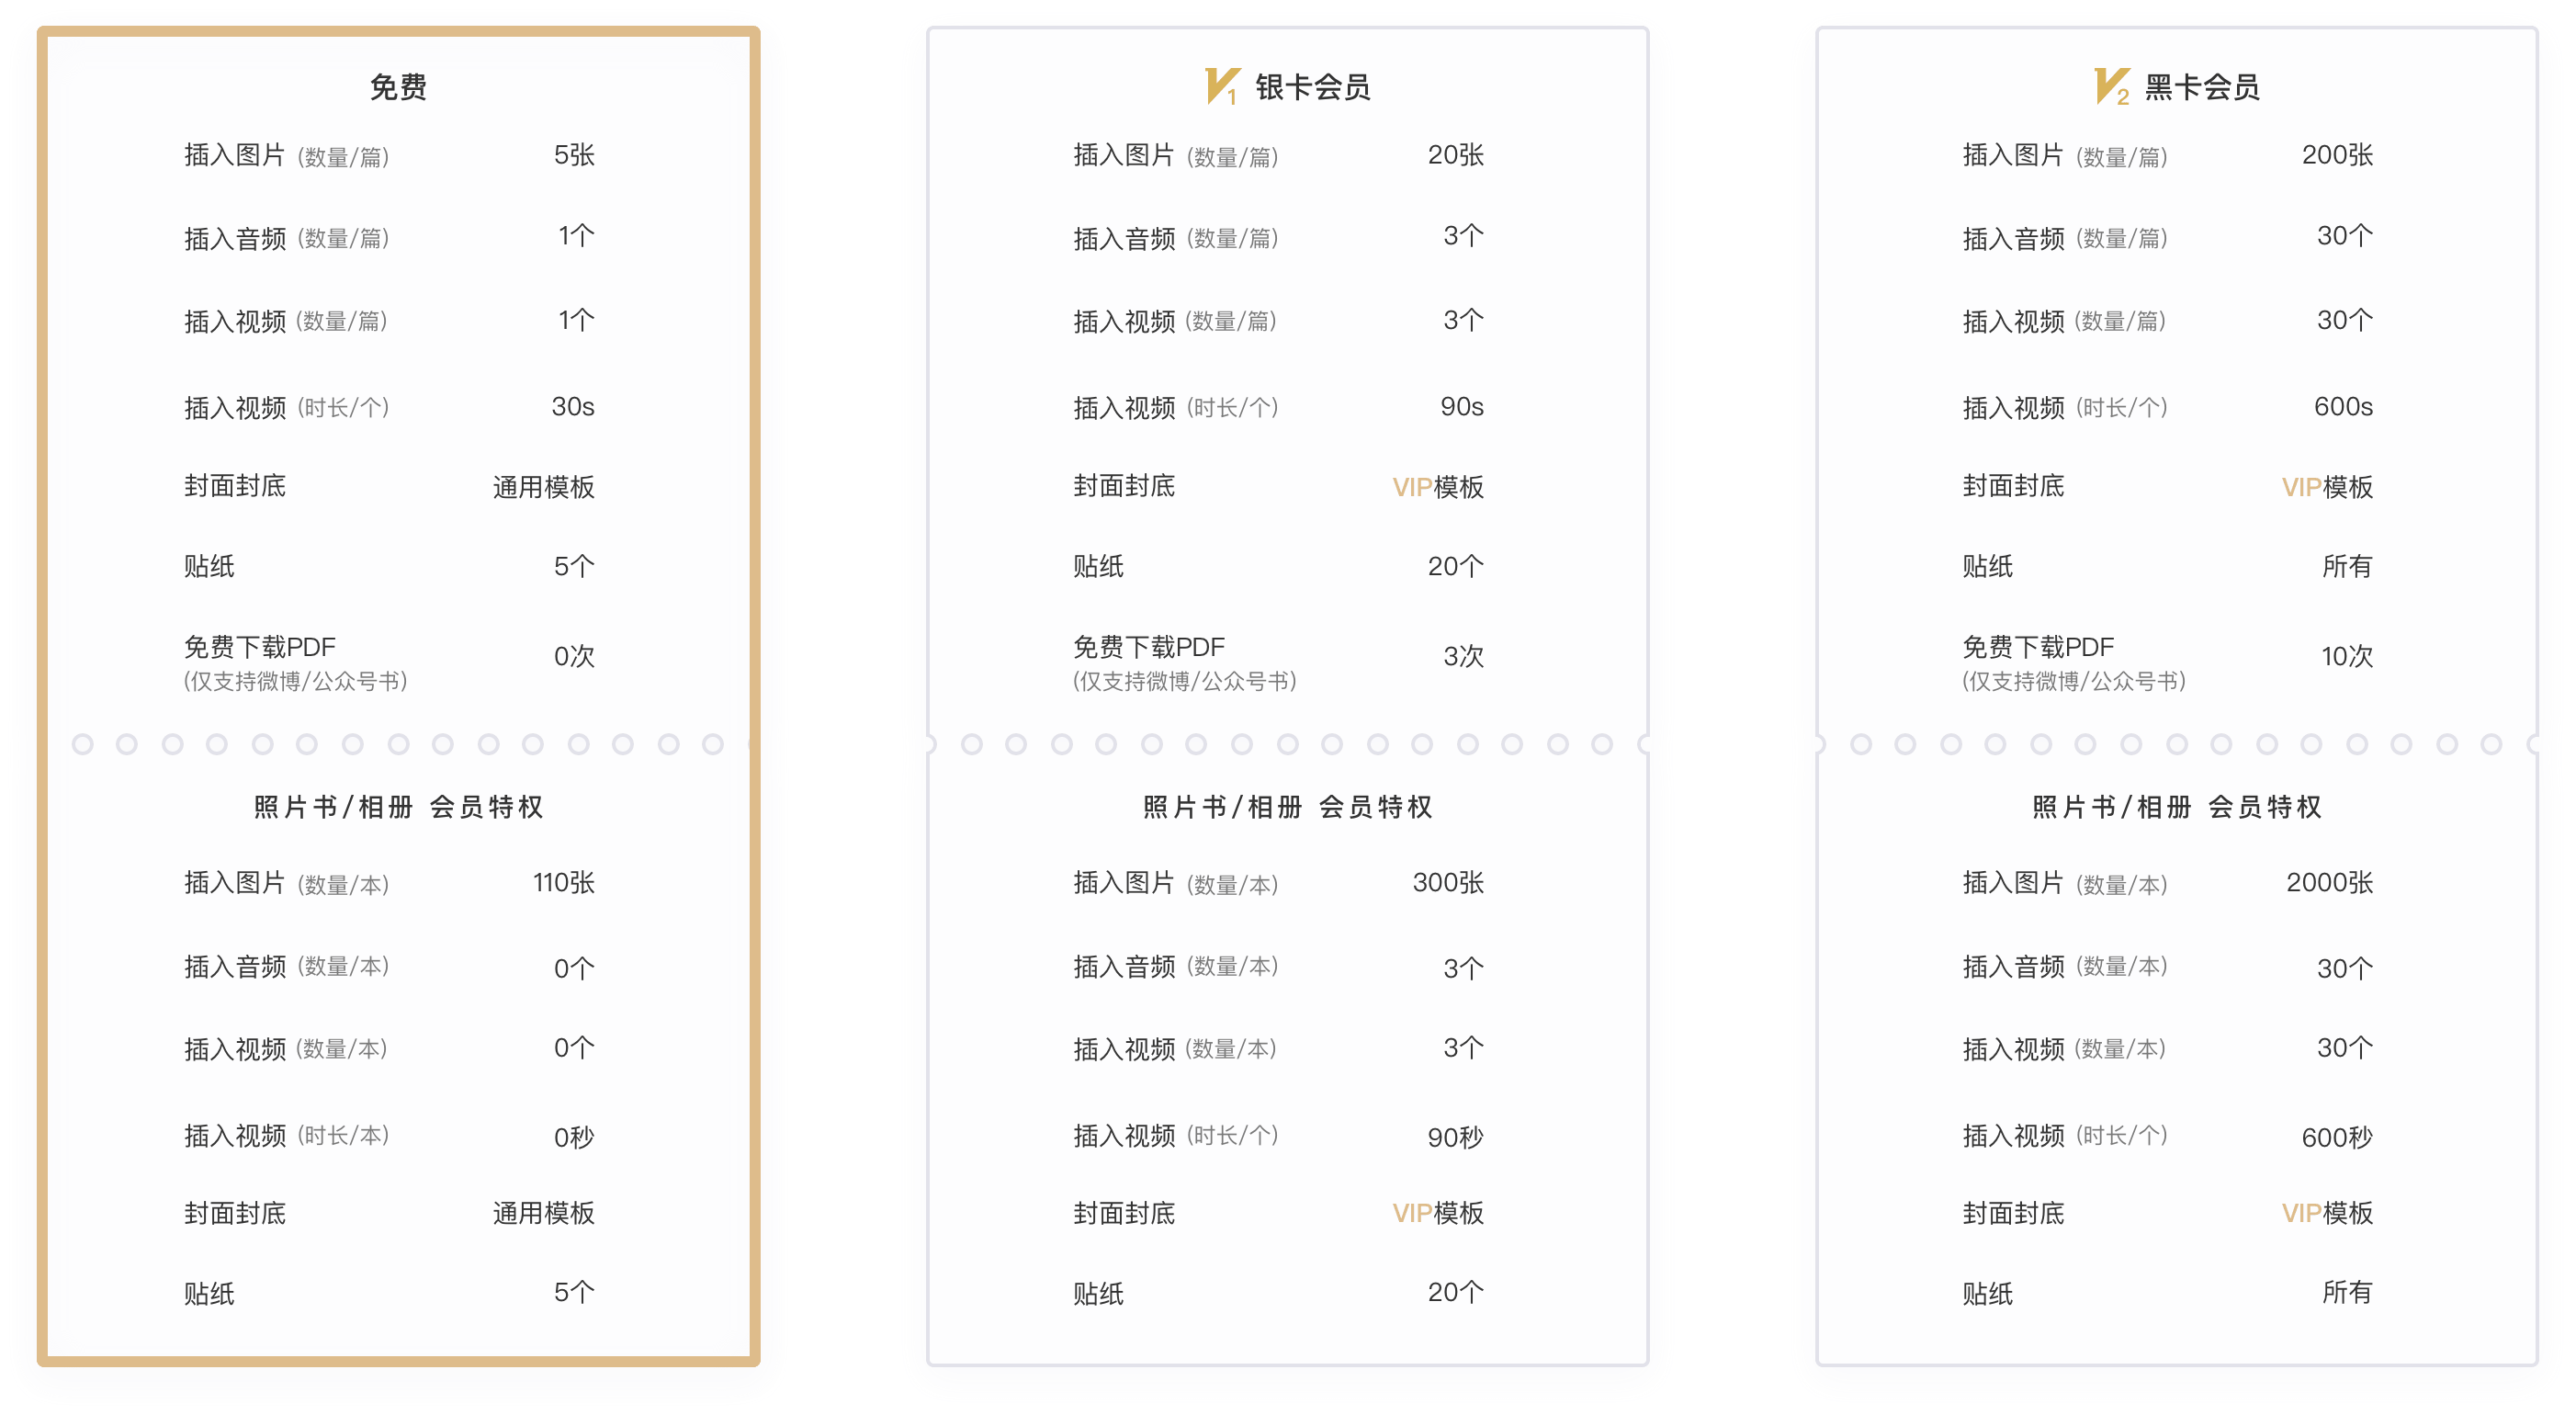 免费
插入图片 (数量/篇) 5张
插入音频 (数量/篇) 1个
插入视频 (数量/篇) 1个
插入视频 (时长/个) 30s
封面封底 通用模板
贴纸 5个
免费下载PDF 0次
(仅支持微博/公众号书)
照片书/相册 会员特权
插入图片 (数量/本) 110张
插入音频 (数量/本) 0个
插入视频 (数量/本) 0个
插入视频 (时长/本) 0秒
封面封底 通用模板
贴纸 5个
V1 银卡会员
插入图片 (数量/篇) 20张
插入音频 (数量/篇) 3个
插入视频 (数量/篇) 3个
插入视频 (时长/个) 90s
封面封底 VIP模板
贴纸 20个
免费下载PDF 3次
(仅支持微博/公众号书)
照片书/相册 会员特权
插入图片 (数量/本) 300张
插入音频 (数量/本) 3个
插入视频 (数量/本) 3个
插入视频 (时长/个) 90秒
封面封底 VIP模板
贴纸 20个
V2 黑卡会员
插入图片 (数量/篇) 200张
插入音频 (数量/篇) 30个
插入视频 (数量/篇) 30个
插入视频 (时长/个) 600s
封面封底 VIP模板
贴纸 所有
免费下载PDF 10次
(仅支持微博/公众号书)
照片书/相册 会员特权
插入图片 (数量/本) 2000张
插入音频 (数量/本) 30个
插入视频 (数量/本) 30个
插入视频 (时长/个) 600秒
封面封底 VIP模板
贴纸 所有